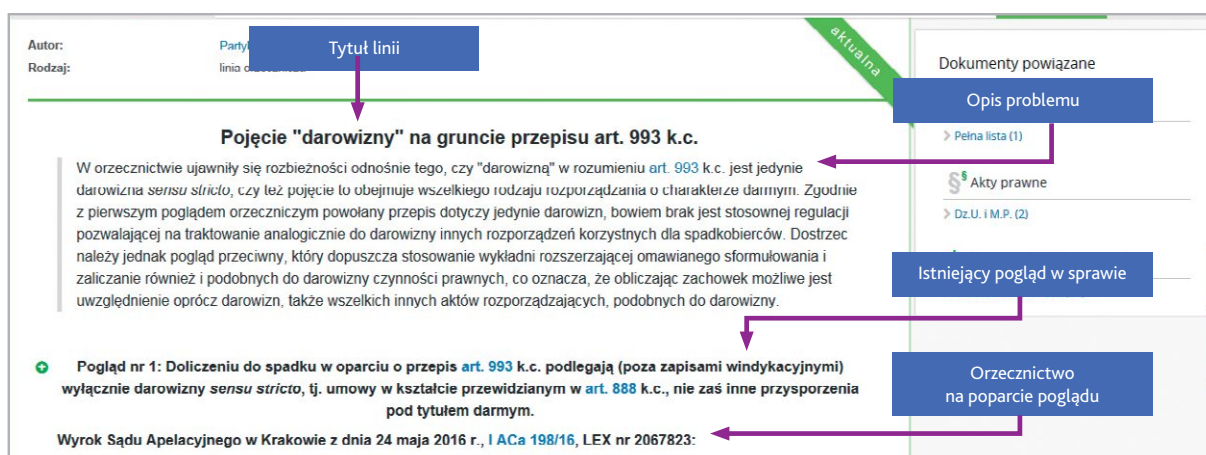 Autor:
Tytuł linii
Rodzaj:
aktualna
Dokumenty powiązane
Opis problemu
Pełna lista (1)
Pojęcie "darowizny" na gruncie przepisu art. 993 k.c.
W orzecznictwie ujawniły się rozbieżności odnośnie tego, czy "darowizną" w rozumieniu art. 993 k.c. jest jedynie
darowizna sensu stricto, czy też pojęcie to obejmuje wszelkiego rodzaju rozporządzania o charakterze darmym. Zgodnie
z pierwszym poglądem orzeczniczym powołany przepis dotyczy jedynie darowizn, bowiem brak jest stosownej regulacji
pozwalającej na traktowanie analogicznie do darowizny innych rozporządzeń korzystnych dla spadkobierców. Dostrzec
należy jednak pogląd przeciwny, który dopuszcza stosowanie wykładni rozszerzającej omawianego sformułowania i
zaliczanie również i podobnych do darowizny czynności prawnych, co oznacza, że obliczając zachowek możliwe jest
uwzględnienie oprócz darowizn, także wszelkich innych aktów rozporządzających, podobnych do darowizny.
§§ Akty prawne
Dz.U. i M.P. (2)
Istniejący pogląd w sprawie
Pogląd nr 1: Doliczeniu do spadku w oparciu o przepis art. 993 k.c. podlegają (poza zapisami windykacyjnymi)
wyłącznie darowizny sensu stricto, tj. umowy w kształcie przewidzianym w art. 888 k.c., nie zaś inne przysporzenia
pod tytułem darmym.
Orzecznictwo
na poparcie poglądu
Wyrok Sądu Apelacyjnego w Krakowie z dnia 24 maja 2016 r., I ACa 198/16, LEX nr 2067823: